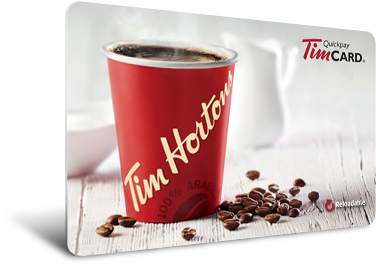 Quickpay
TimCARD®
Tim Hortons
100% ARA
Reloadable